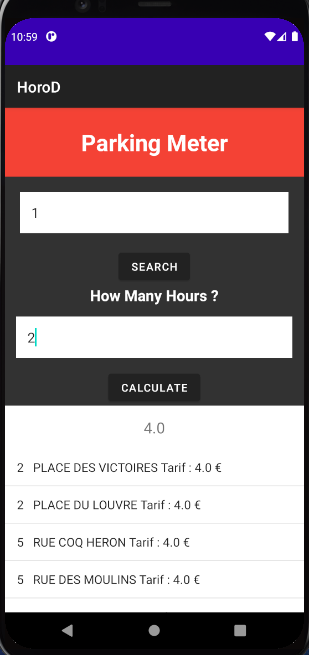 10:59
HoroD
Parking Meter
1
SEARCH
How Many Hours ?
2
CALCULATE
4.0
2 PLACE DES VICTOIRES Tarif : 4.0 €
2 PLACE DU LOUVRE Tarif : 4.0 €
5 RUE COQ HERON Tarif : 4.0 €
5 RUE DES MOULINS Tarif : 4.0 €